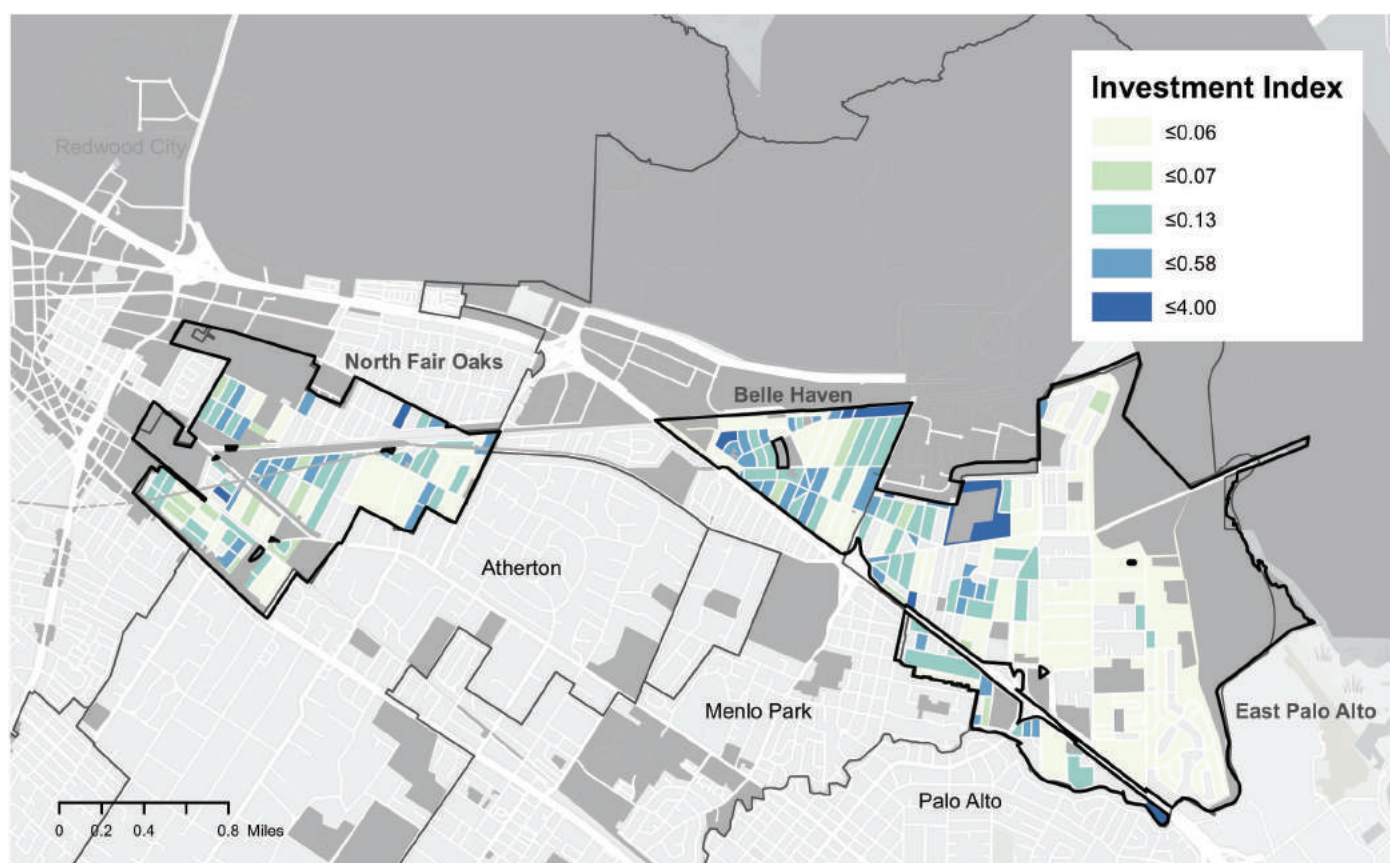 Investment Index
≤0.06
≤0.07
≤0.13
≤0.58
≤4.00
Redwood City
North Fair Oaks
Belle Haven
Atherton
Menlo Park
East Palo Alto
Palo Alto
0 0.2 0.4 0.8 Miles